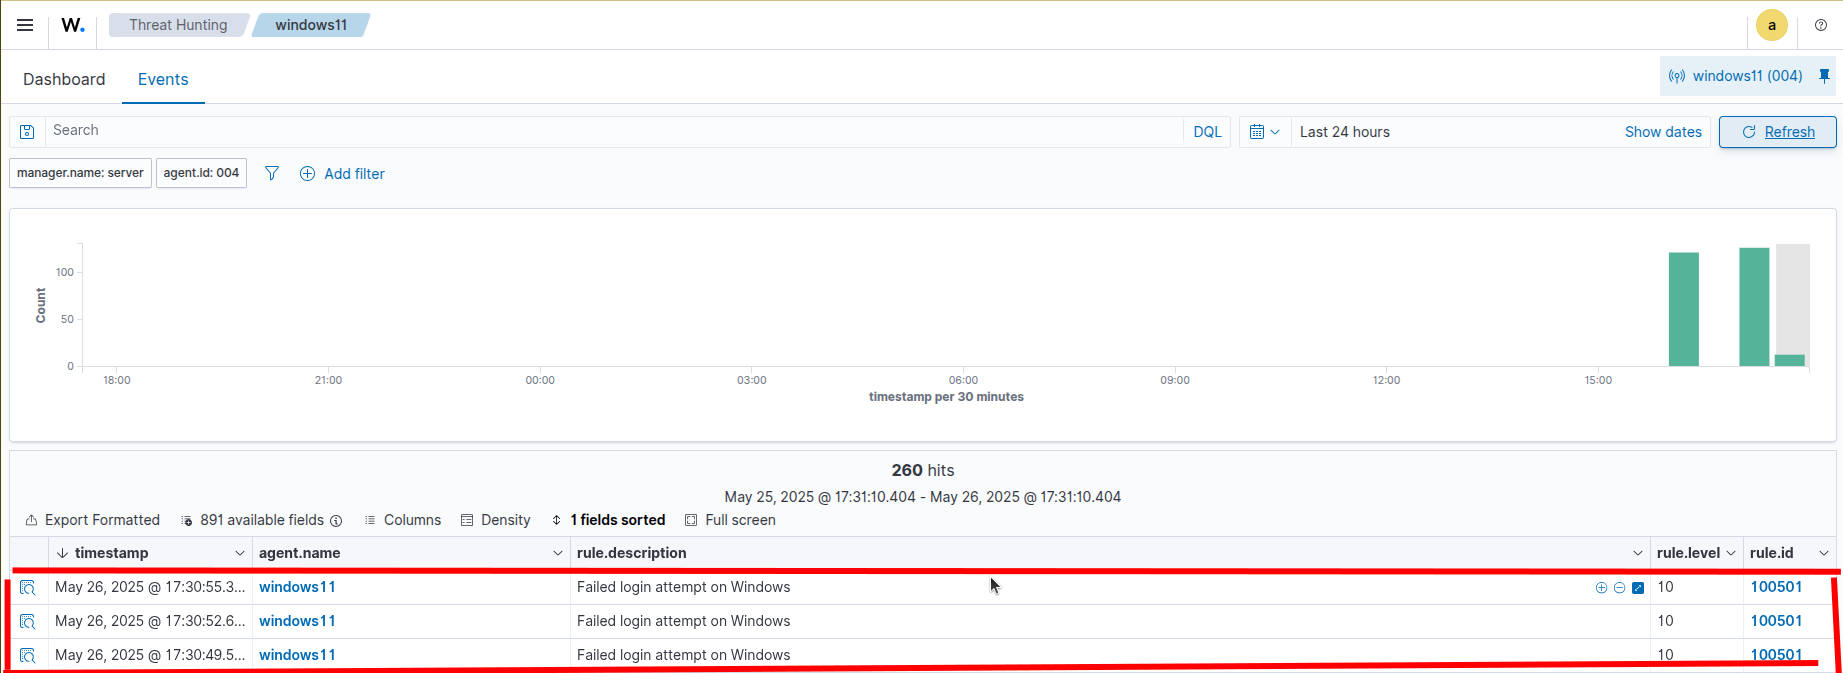 W. Threat Hunting windows11 a
Dashboard Events windows11 (004)
Search DQL Last 24 hours Show dates Refresh
manager.name: server agent.id: 004 Add filter
100
50
0
Count
18:00 21:00 00:00 03:00 06:00 09:00 12:00 15:00
timestamp per 30 minutes
260 hits
May 25, 2025 @ 17:31:10.404 - May 26, 2025 @ 17:31:10.404
Export Formatted 891 available fields Columns Density 1 fields sorted Full screen
timestamp agent.name rule.description rule.level rule.id
May 26, 2025 @ 17:30:55.3... windows11 Failed login attempt on Windows 10 100501
May 26, 2025 @ 17:30:52.6... windows11 Failed login attempt on Windows 10 100501
May 26, 2025 @ 17:30:49.5... windows11 Failed login attempt on Windows 10 100501